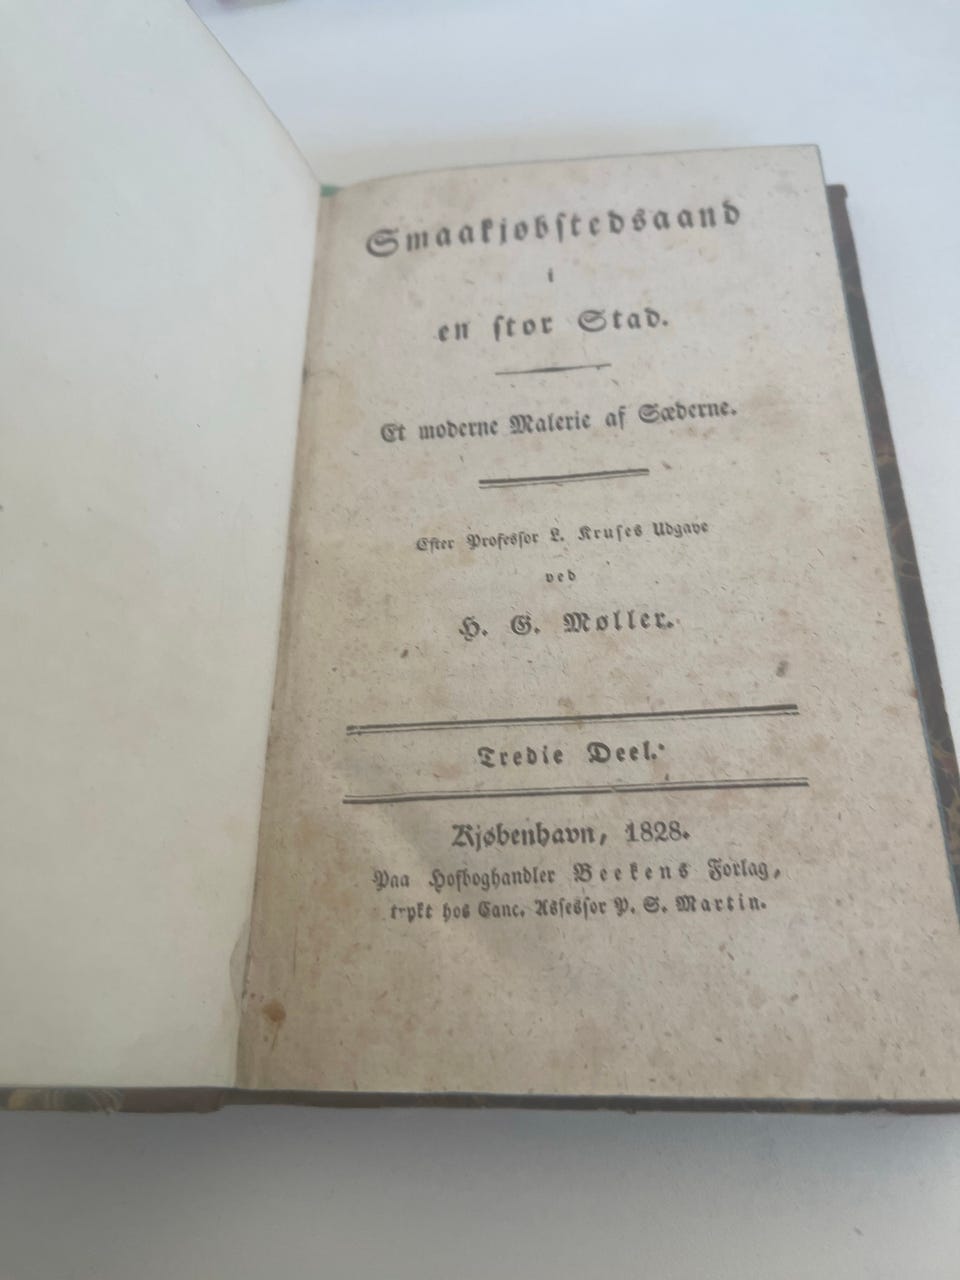 Smaakjøbstedsaand
i
en stor Stad.
Et moderne Malerie af Sæderne.
Efter Professor L. Kruses Udgave
ved
H. G. Møller.
Tredie Deel.
Kjøbenhavn, 1828.
Paa Hofboghandler Beekens Forlag,
trykt hos Canc. Assessor P. S. Martin.